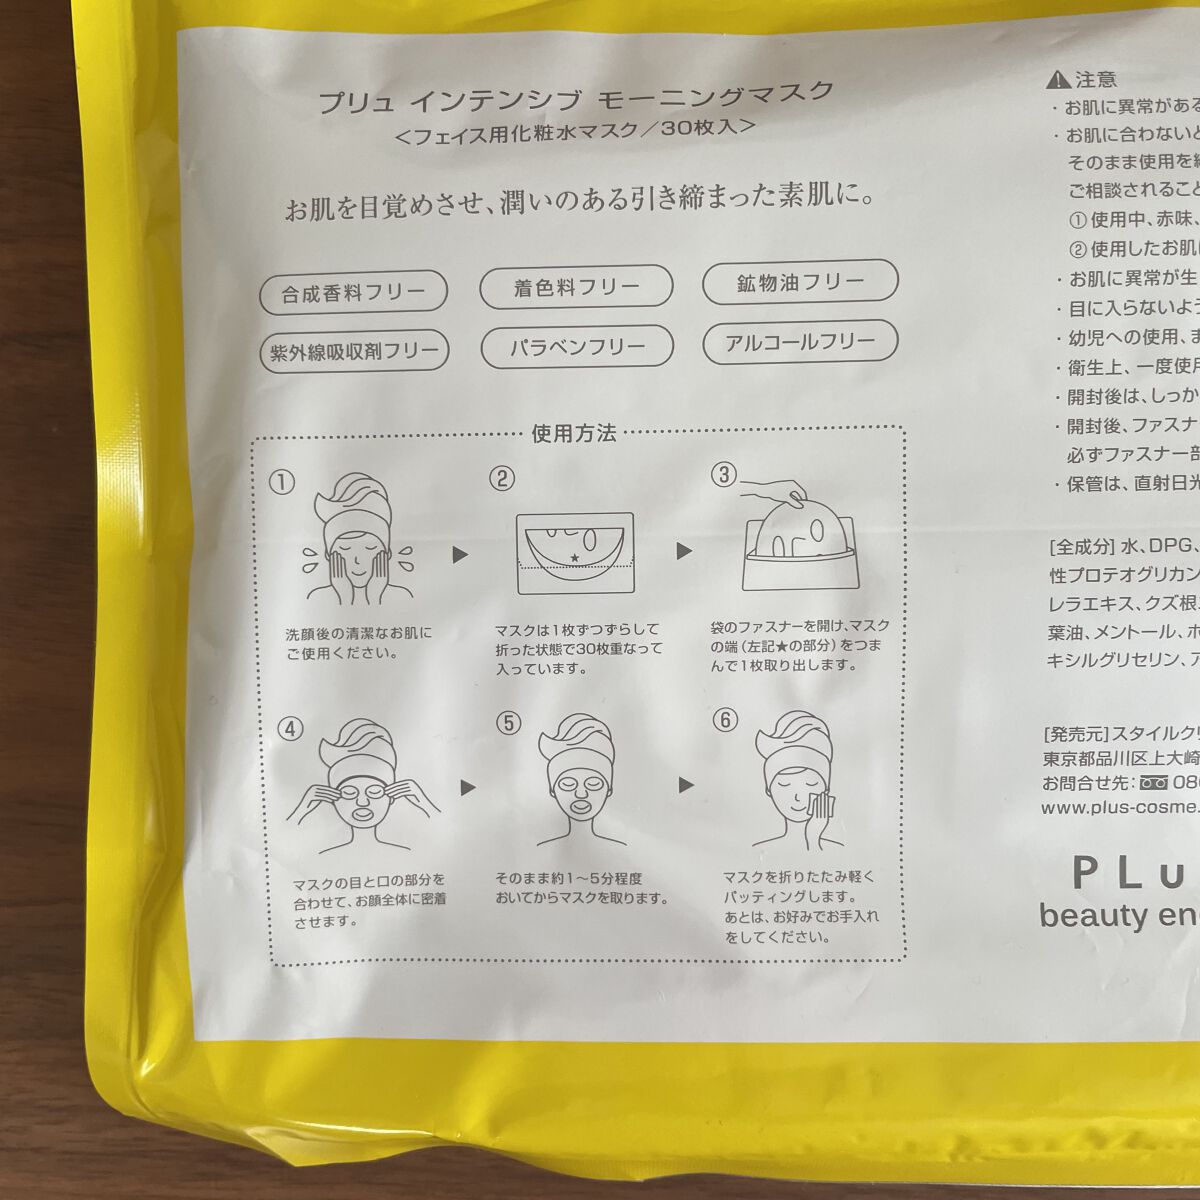 プリュ インテンシブ モーニングマスク
＜フェイス用化粧水マスク／30枚入＞
お肌を目覚めさせ、潤いのある引き締まった素肌に。
合成香料フリー
着色料フリー
鉱物油フリー
紫外線吸収剤フリー
パラベンフリー
アルコールフリー
使用方法
①
洗顔後の清潔なお肌に
ご使用ください。
②
マスクは1枚ずつずらして
折った状態で30枚重なって
入っています。
③
袋のファスナーを開け、マスク
の端（左記★の部分）をつま
んで1枚取り出します。
④
マスクの目と口の部分を
合わせて、お顔全体に密着
させます。
⑤
そのまま約1～5分程度
おいてからマスクを取ります。
⑥
マスクを折りたたみ軽く
パッティングします。
あとは、お好みでお手入れ
をしてください。
注意
・お肌に異常がある
・お肌に合わないと
そのまま使用を
ご相談されること
①使用中、赤味、
②使用したお肌
・お肌に異常が生
・目に入らないよう
・幼児への使用、ま
・衛生上、一度使用
・開封後は、しっか
・開封後、ファスナ
必ずファスナー部
・保管は、直射日光
[全成分] 水、DPG、
性プロテオグリカン
レラエキス、クズ根
葉油、メントール、ホ
キシルグリセリン、ア
[発売元]スタイルク
東京都品川区上大崎
お問合せ先： 08
www.plus-cosme.
PLu
beauty en